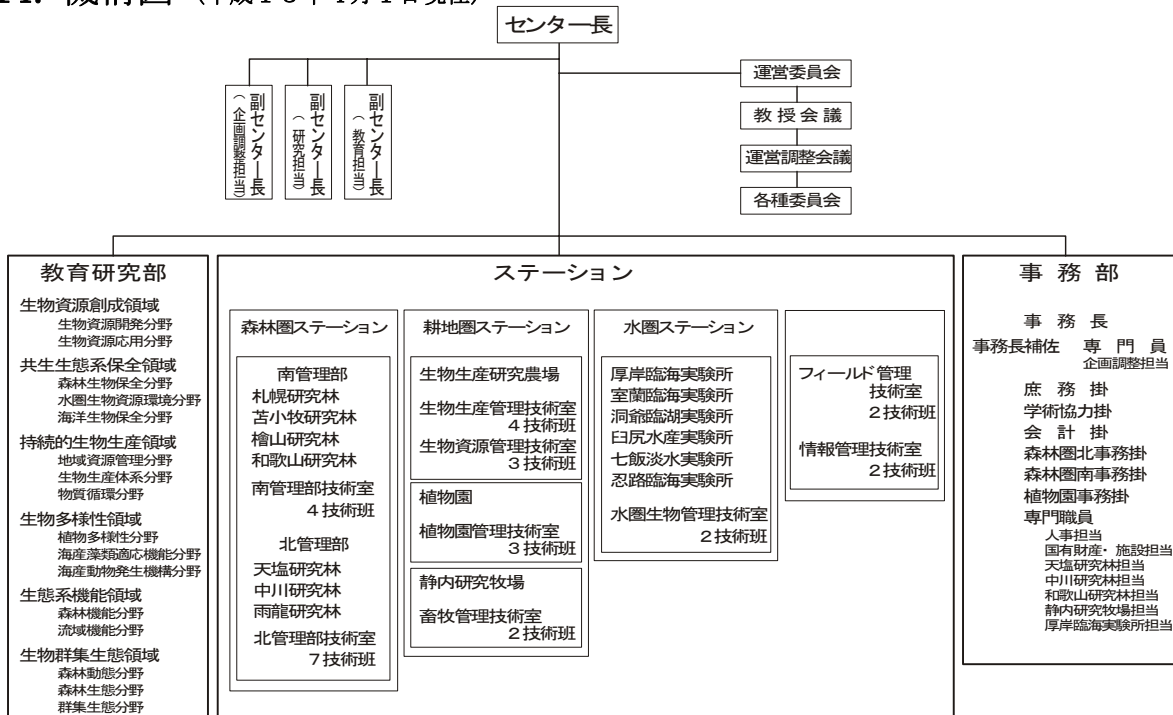 センター長
副センター長
(企画調整担当)
副センター長
(研究担当)
副センター長
(教育担当)
運営委員会
教授会議
運営調整会議
各種委員会
教育研究部
生物資源創成領域
生物資源開発分野
生物資源応用分野
共生生態系保全領域
森林生物保全分野
水圏生物資源環境分野
海洋生物保全分野
持続的生物生産領域
地域資源管理分野
生物生産体系分野
物質循環分野
生物多様性領域
植物多様性分野
海産藻類適応機能分野
海産動物発生機構分野
生態系機能領域
森林機能分野
流域機能分野
生物群集生態領域
森林動態分野
森林生態分野
群集生態分野
ステーション
森林圏ステーション
南管理部
札幌研究林
苫小牧研究林
檜山研究林
和歌山研究林
南管理部技術室
4技術班
北管理部
天塩研究林
中川研究林
雨龍研究林
北管理部技術室
7技術班
耕地圏ステーション
生物生産研究農場
生物生産管理技術室
4技術班
生物資源管理技術室
3技術班
植物園
植物園管理技術室
3技術班
静内研究牧場
畜牧管理技術室
2技術班
水圏ステーション
厚岸臨海実験所
室蘭臨海実験所
洞爺臨湖実験所
臼尻水産実験所
七飯淡水実験所
忍路臨海実験所
水圏生物管理技術室
2技術班
フィールド管理
技術室
2技術班
情報管理技術室
2技術班
事務部
事務長
事務長補佐 専門員
企画調整担当
庶務掛
学術協力掛
会計掛
森林圏北事務掛
森林圏南事務掛
植物園事務掛
専門職員
人事担当
国有財産・施設担当
天塩研究林担当
中川研究林担当
和歌山研究林担当
静内研究牧場担当
厚岸臨海実験所担当